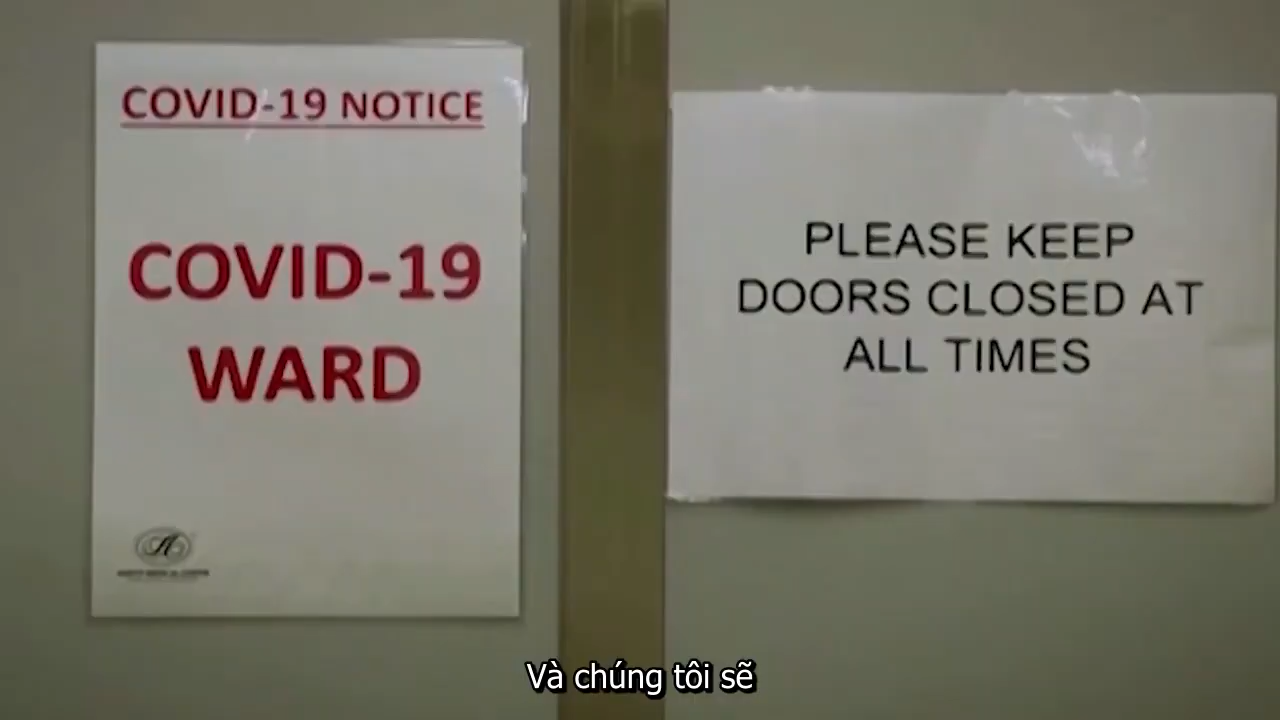 COVID-19 NOTICE
COVID-19
WARD
PLEASE KEEP
DOORS CLOSED AT
ALL TIMES
Và chúng tôi sẽ